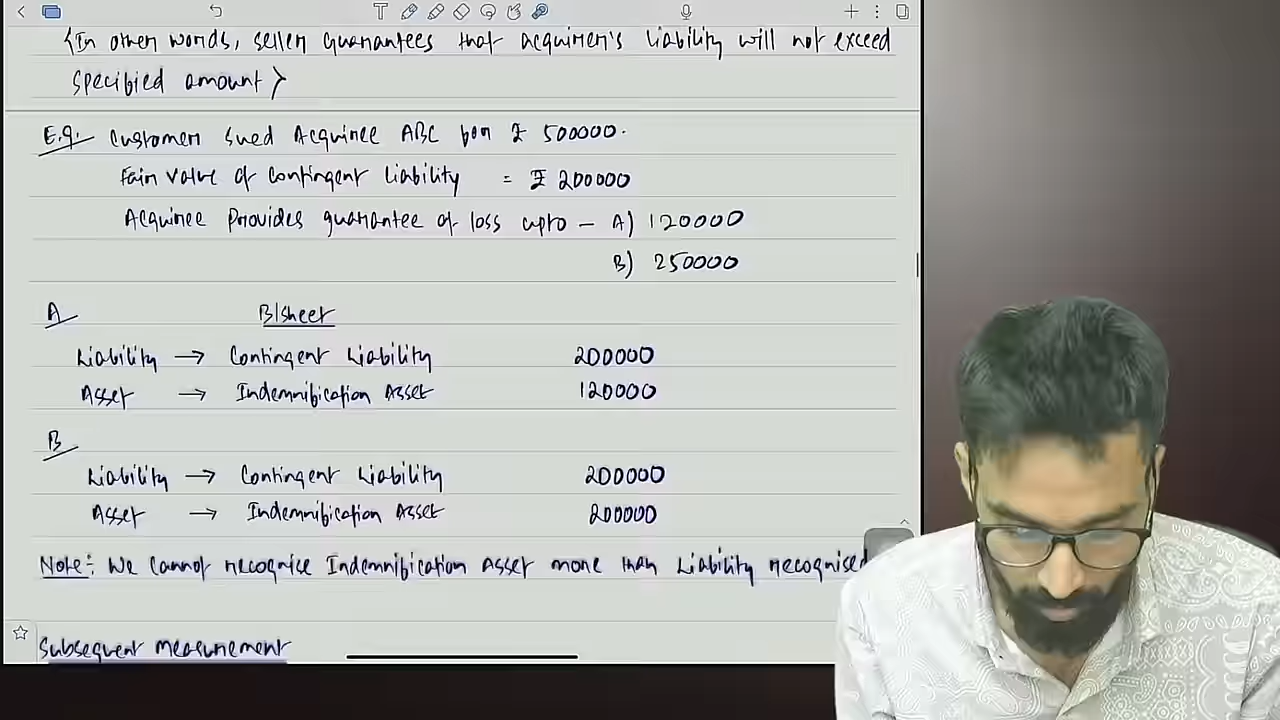 {In other words, seller guarantees that acquirer's liability will not exceed
specified amount}
E.g. Customer sued Acquiree ABC for ₹ 500000.
Fair value of contingent liability = ₹ 200000
Acquiree provides guarantee of loss upto - A) 120000
B) 250000
A
B/sheet
Liability → Contingent Liability 200000
Asset → Indemnification Asset 120000
B
Liability → Contingent Liability 200000
Asset → Indemnification Asset 200000
Note: We cannot recognise Indemnification Asset more than Liability recognised
Subsequent measurement